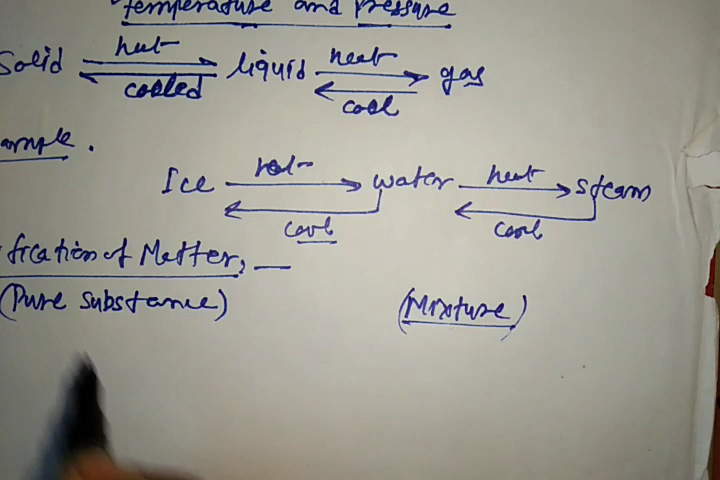 temperature and pressure
Solid heat liquid heat gas
cooled cool
ample.
Ice heat water heat steam
cool cool
fication of Matter, —
(Pure substance) (Mixture)